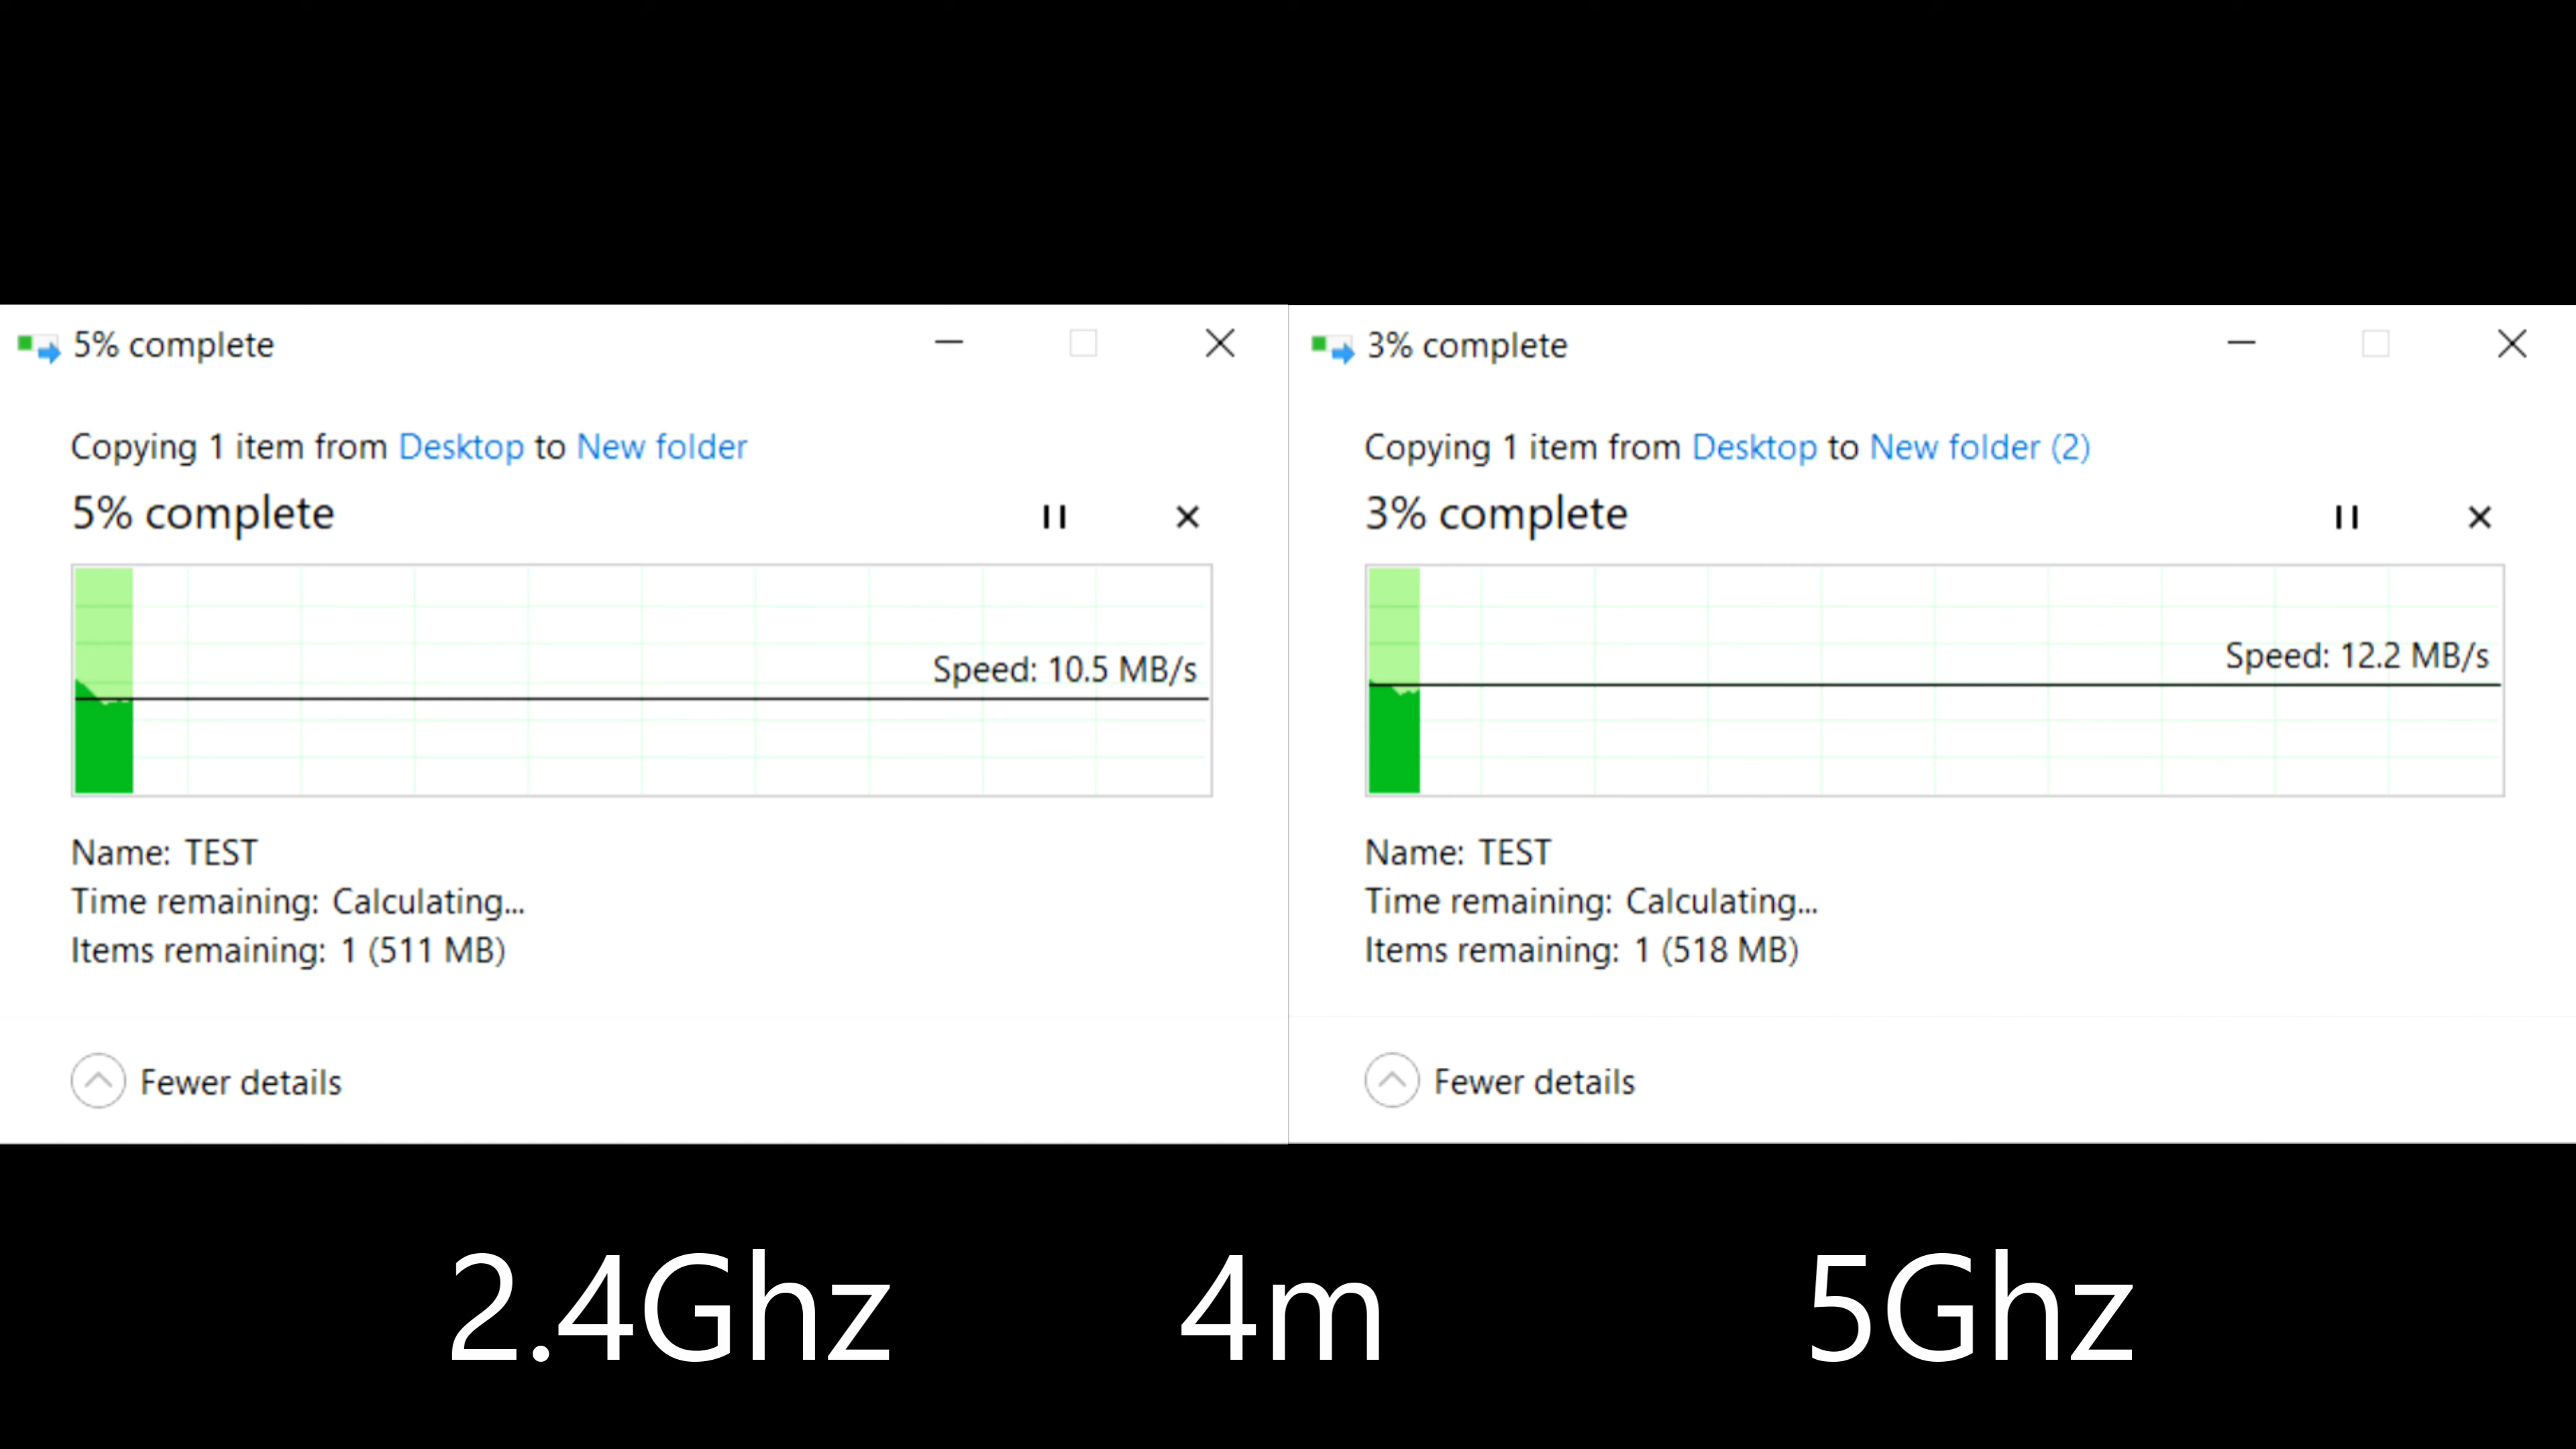 5% complete
Copying 1 item from Desktop to New folder
5% complete
Speed: 10.5 MB/s
Name: TEST
Time remaining: Calculating...
Items remaining: 1 (511 MB)
Fewer details
3% complete
Copying 1 item from Desktop to New folder (2)
3% complete
Speed: 12.2 MB/s
Name: TEST
Time remaining: Calculating...
Items remaining: 1 (518 MB)
Fewer details
2.4Ghz
4m
5Ghz